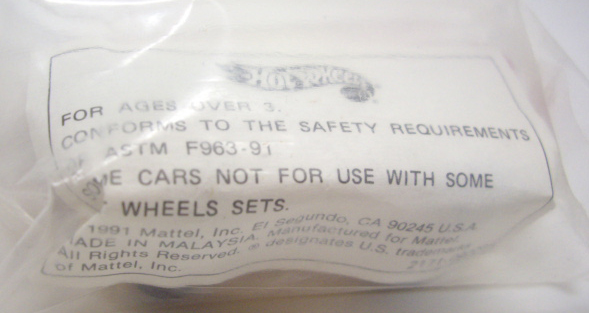 HOT WHEELS
FOR AGES OVER 3.
CONFORMS TO THE SAFETY REQUIREMENTS
ASTM F963-91
CARS NOT FOR USE WITH SOME
WHEELS SETS.
1991 Mattel, Inc. El Segundo, CA 90245 U.S.A.
MADE IN MALAYSIA. Manufactured for Mattel
All Rights Reserved. ® designates U.S.
of Mattel, Inc.